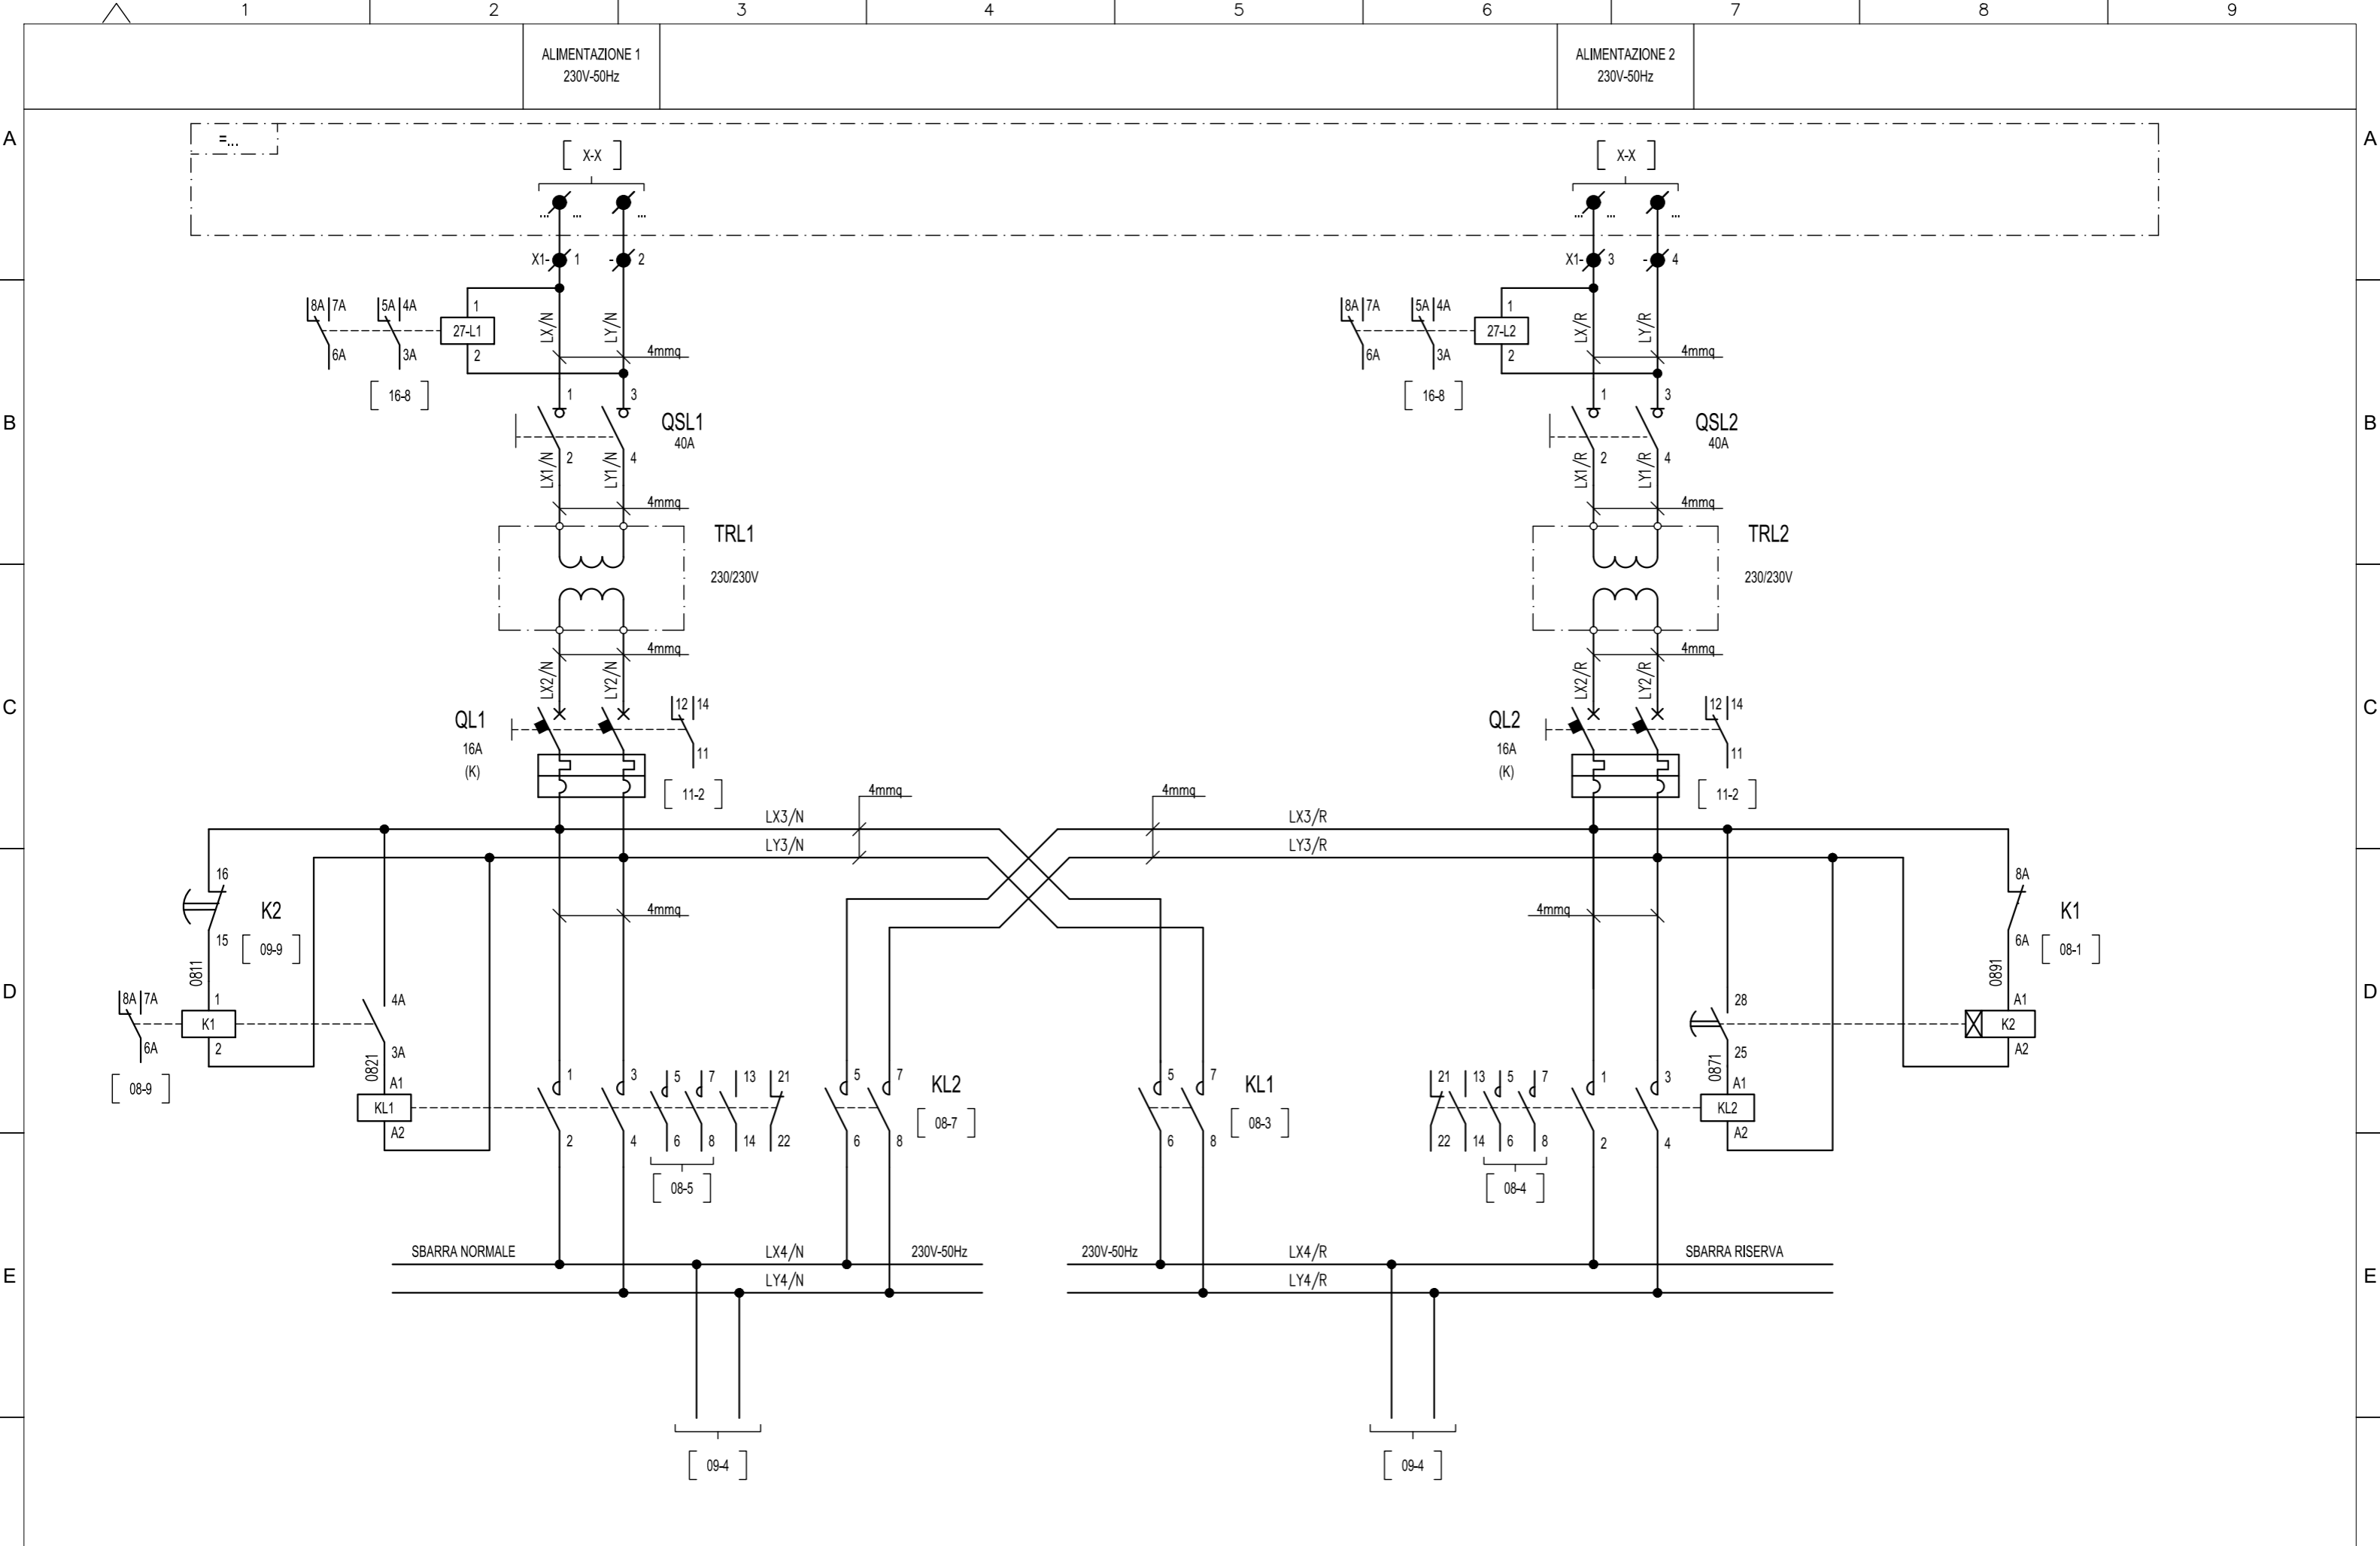 1 2 3 4 5 6 7 8 9
ALIMENTAZIONE 1
230V-50Hz
ALIMENTAZIONE 2
230V-50Hz
A A
=...
X-X X-X
... ... ... ... ... ...
X1- 1 - 2 X1- 3 - 4
8A 7A 5A 4A 1 8A 7A 5A 4A 1
27-L1 LX/N LY/N 27-L2 LX/R LY/R
6A 3A 2 4mmq 6A 3A 2 4mmq
16-8 1 3 16-8 1 3
B QSL1 QSL2 B
40A 40A
LX1/N 2 LY1/N 4 LX1/R 2 LY1/R 4
4mmq 4mmq
TRL1 TRL2
230/230V 230/230V
4mmq 4mmq
LX2/N LY2/N LX2/R LY2/R
C 12 14 12 14 C
QL1 QL2
16A 11 16A 11
(K) (K)
11-2 11-2
4mmq 4mmq
LX3/N LX3/R
LY3/N LY3/R
16 8A
K2 4mmq 4mmq K1
15 09-9 6A 08-1
0811 0891
D D
8A 7A 1 4A 28 A1
K1 K2
6A 2 3A 25 A2
0821 0871
08-9 A1 1 3 5 7 13 21 5 7 KL2 5 7 KL1 21 13 5 7 1 3 A1
KL1 08-7 08-3 KL2
A2 2 4 6 8 14 22 6 8 6 8 22 14 6 8 2 4 A2
08-5 08-4
SBARRA NORMALE LX4/N 230V-50Hz 230V-50Hz LX4/R SBARRA RISERVA
E LY4/N LY4/R E
09-4 09-4